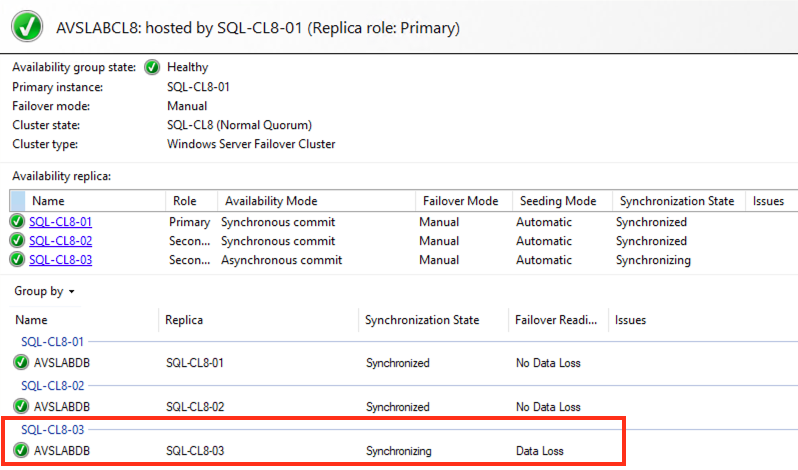 AVSLABCL8: hosted by SQL-CL8-01 (Replica role: Primary)
Availability group state: Healthy
Primary instance: SQL-CL8-01
Failover mode: Manual
Cluster state: SQL-CL8 (Normal Quorum)
Cluster type: Windows Server Failover Cluster
Availability replica:
Name Role Availability Mode Failover Mode Seeding Mode Synchronization State Issues
SQL-CL8-01 Primary Synchronous commit Manual Automatic Synchronized
SQL-CL8-02 Secon... Synchronous commit Manual Automatic Synchronized
SQL-CL8-03 Secon... Asynchronous commit Manual Automatic Synchronizing
Group by
Name Replica Synchronization State Failover Readi... Issues
SQL-CL8-01
AVSLABDB SQL-CL8-01 Synchronized No Data Loss
SQL-CL8-02
AVSLABDB SQL-CL8-02 Synchronized No Data Loss
SQL-CL8-03
AVSLABDB SQL-CL8-03 Synchronizing Data Loss